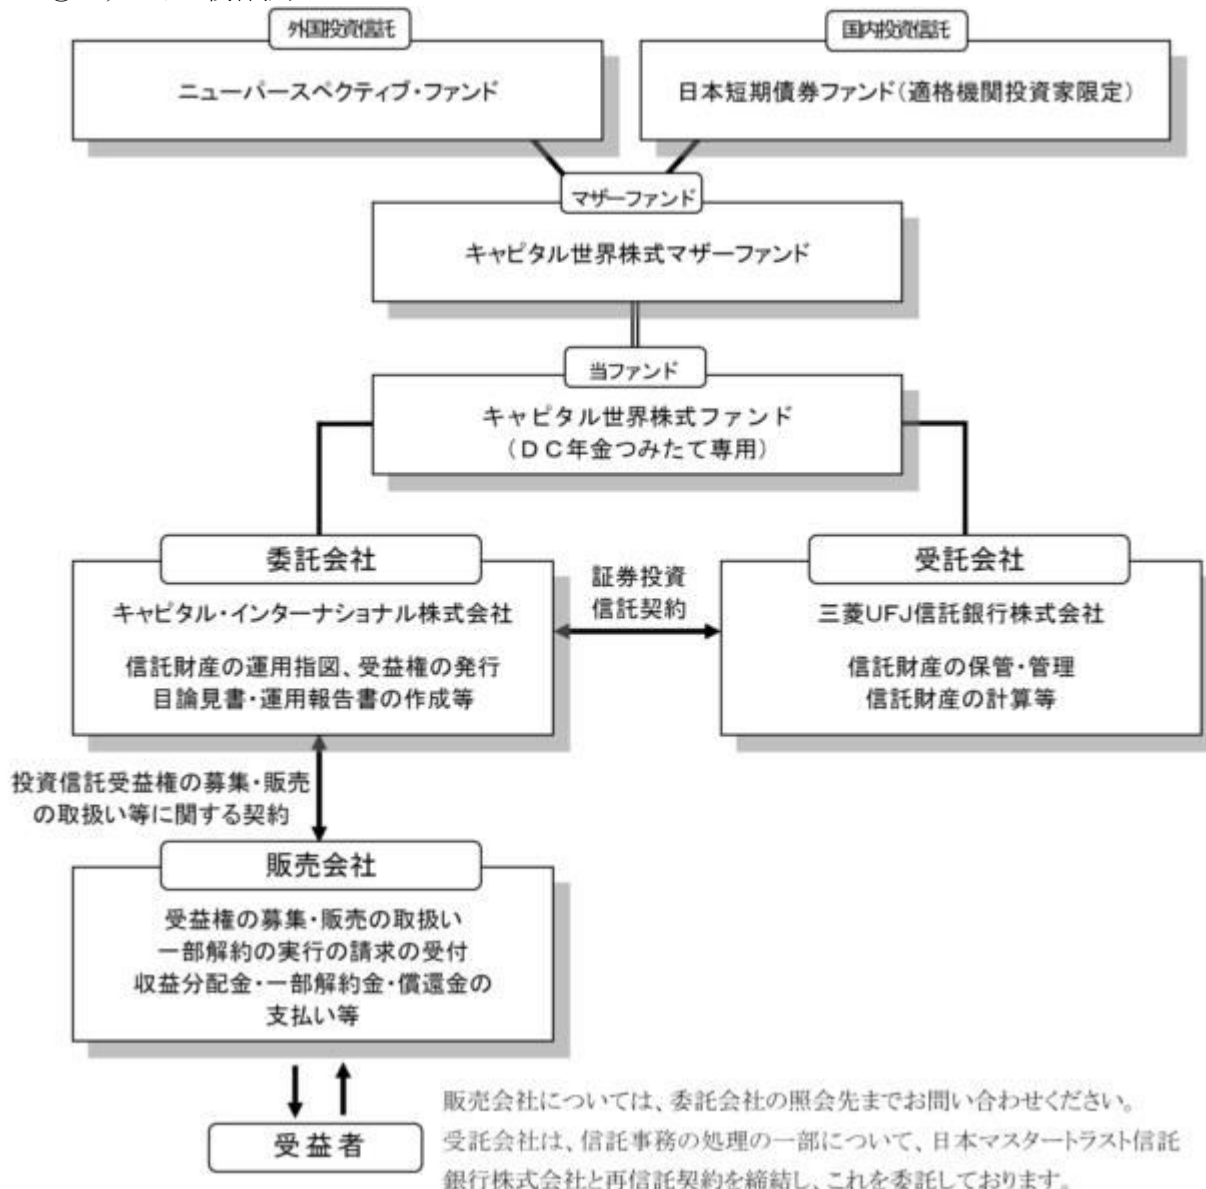 外国投資信託
ニューパースペクティブ・ファンド
国内投資信託
日本短期債券ファンド(適格機関投資家限定)
マザーファンド
キャピタル世界株式マザーファンド
当ファンド
キャピタル世界株式ファンド
(DC年金つみたて専用)
委託会社
キャピタル・インターナショナル株式会社
信託財産の運用指図、受益権の発行
目論見書・運用報告書の作成等
証券投資
信託契約
受託会社
三菱UFJ信託銀行株式会社
信託財産の保管・管理
信託財産の計算等
投資信託受益権の募集・販売
の取扱い等に関する契約
販売会社
受益権の募集・販売の取扱い
一部解約の実行の請求の受付
収益分配金・一部解約金・償還金の
支払い等
受益者
販売会社については、委託会社の照会先までお問い合わせください。
受託会社は、信託事務の処理の一部について、日本マスタートラスト信託
銀行株式会社と再信託契約を締結し、これを委託しております。